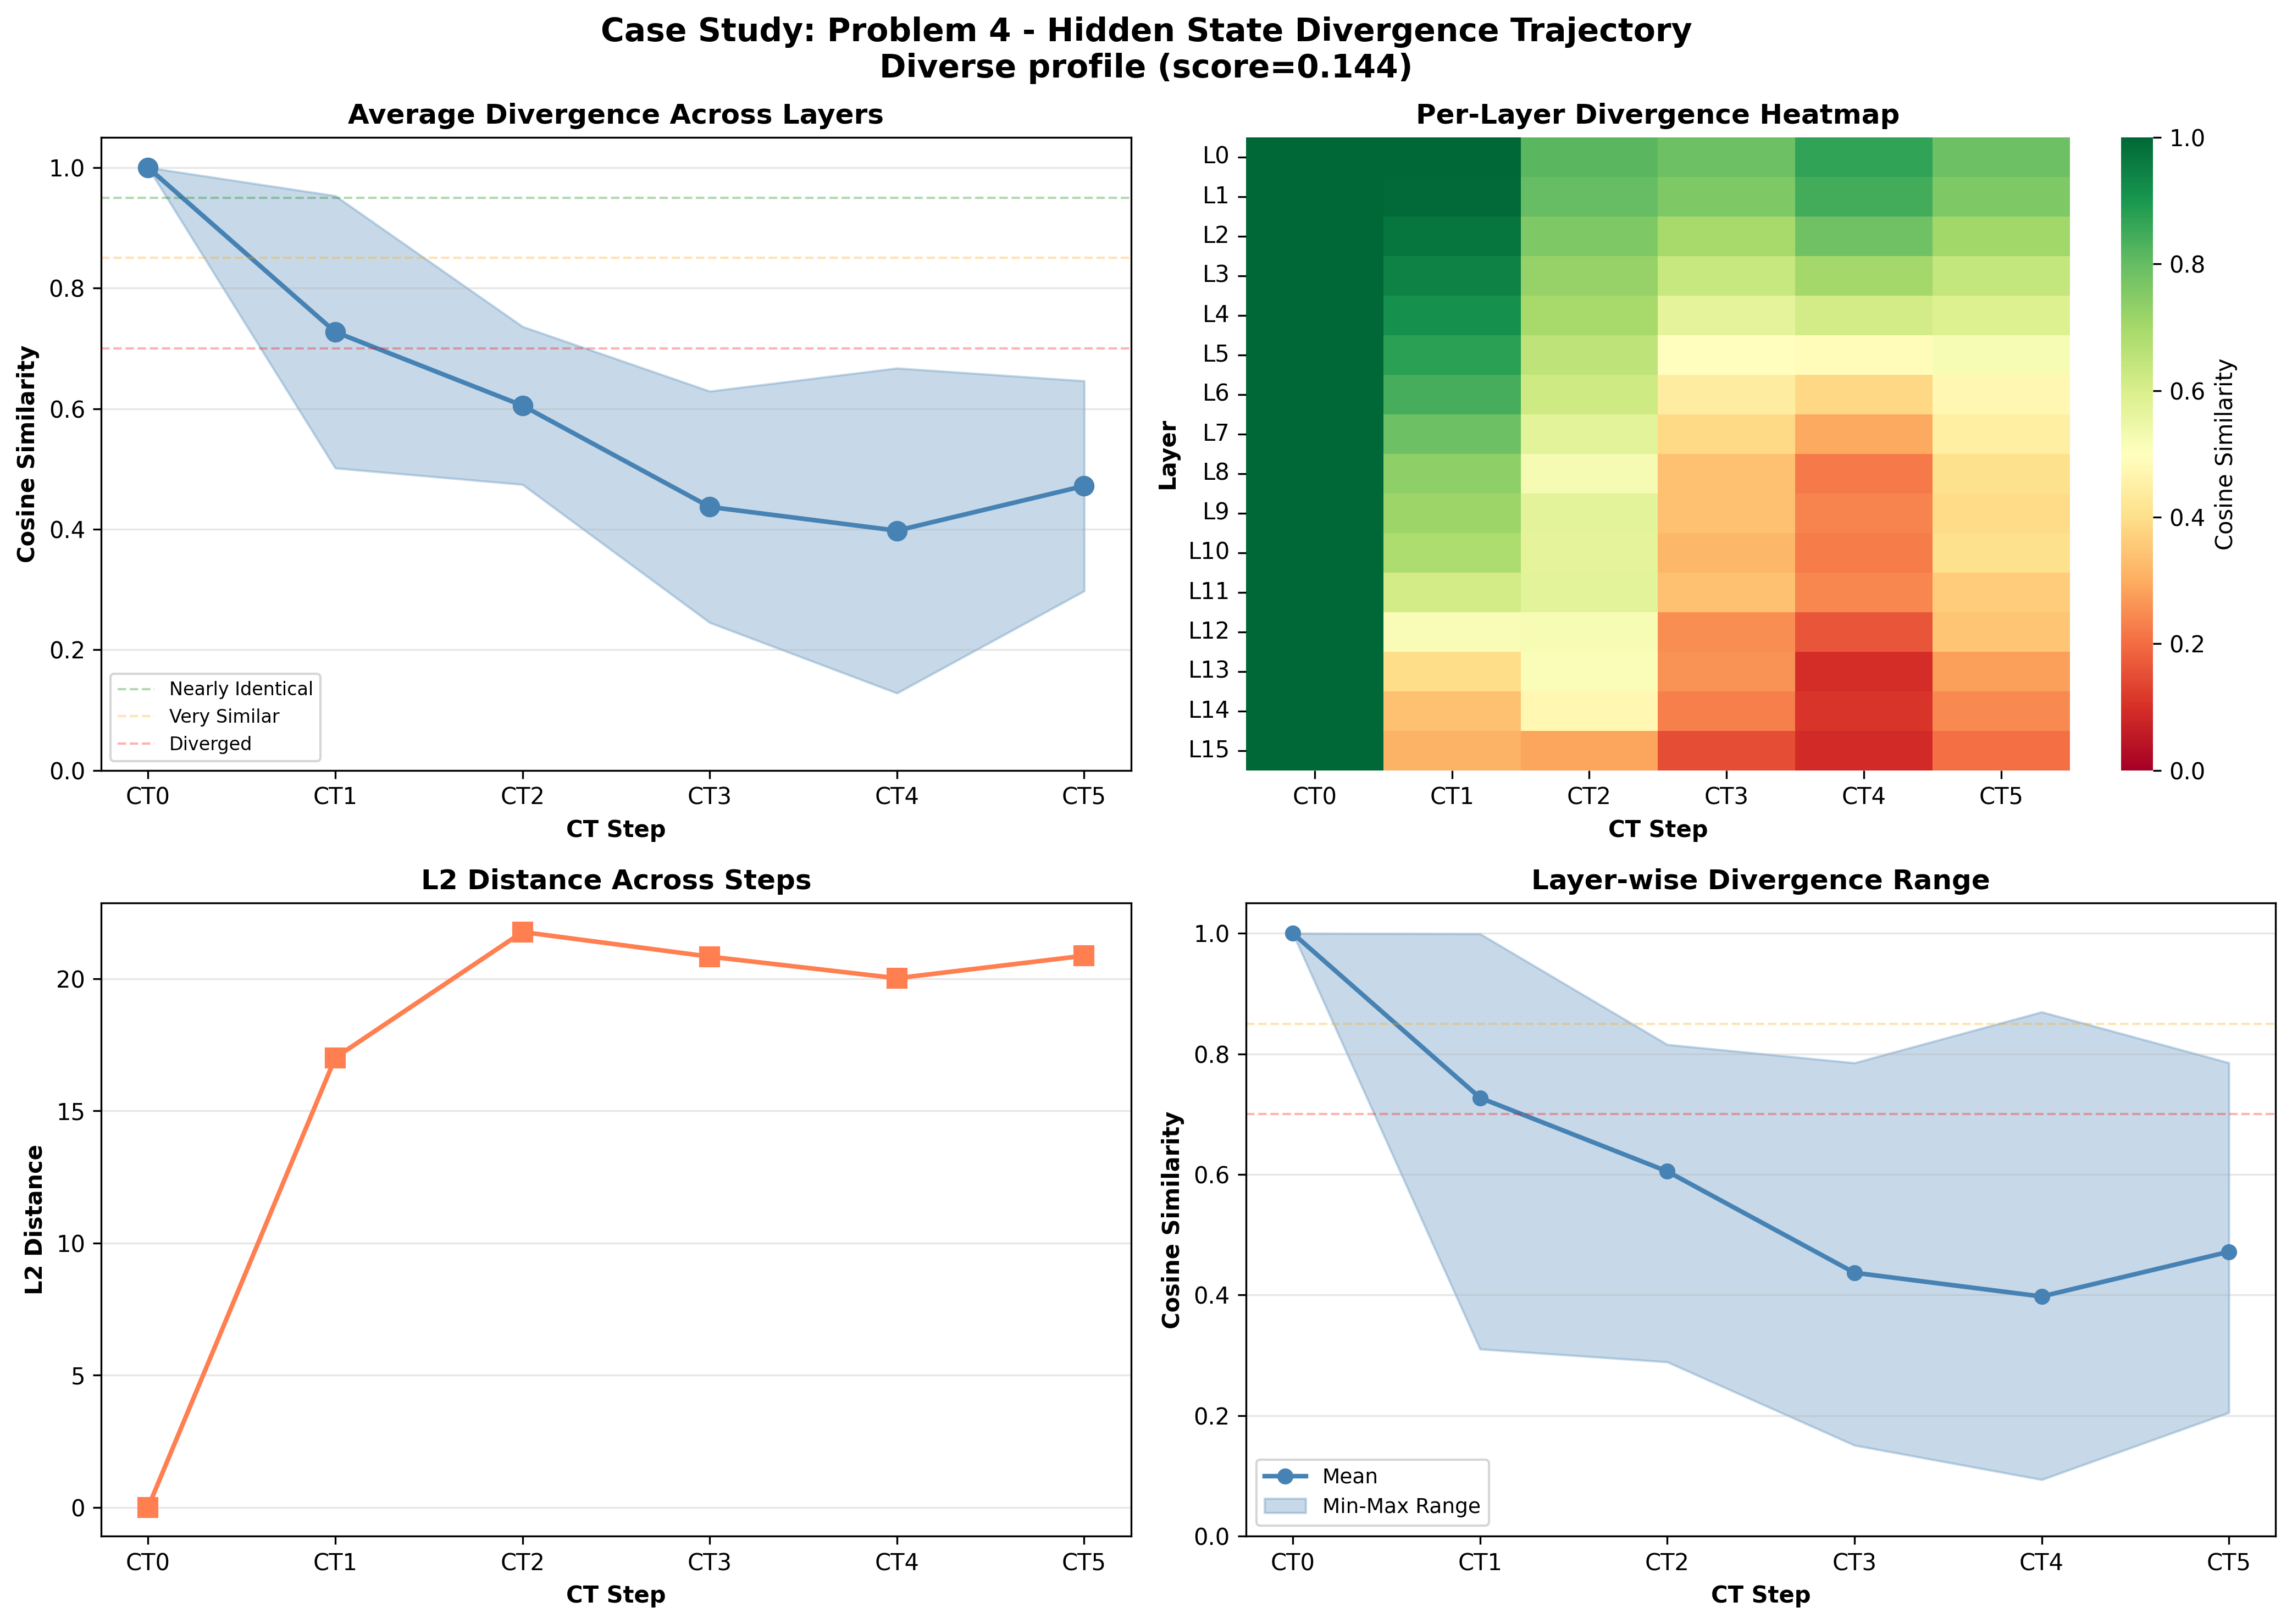 Case Study: Problem 4 - Hidden State Divergence Trajectory
Diverse profile (score=0.144)
Average Divergence Across Layers
Cosine Similarity
1.0
0.8
0.6
0.4
0.2
0.0
Nearly Identical
Very Similar
Diverged
CT0 CT1 CT2 CT3 CT4 CT5
CT Step
Per-Layer Divergence Heatmap
Layer
L0
L1
L2
L3
L4
L5
L6
L7
L8
L9
L10
L11
L12
L13
L14
L15
CT0 CT1 CT2 CT3 CT4 CT5
CT Step
1.0
0.8
0.6
0.4
0.2
0.0
Cosine Similarity
L2 Distance Across Steps
L2 Distance
20
15
10
5
0
CT0 CT1 CT2 CT3 CT4 CT5
CT Step
Layer-wise Divergence Range
Cosine Similarity
1.0
0.8
0.6
0.4
0.2
0.0
Mean
Min-Max Range
CT0 CT1 CT2 CT3 CT4 CT5
CT Step